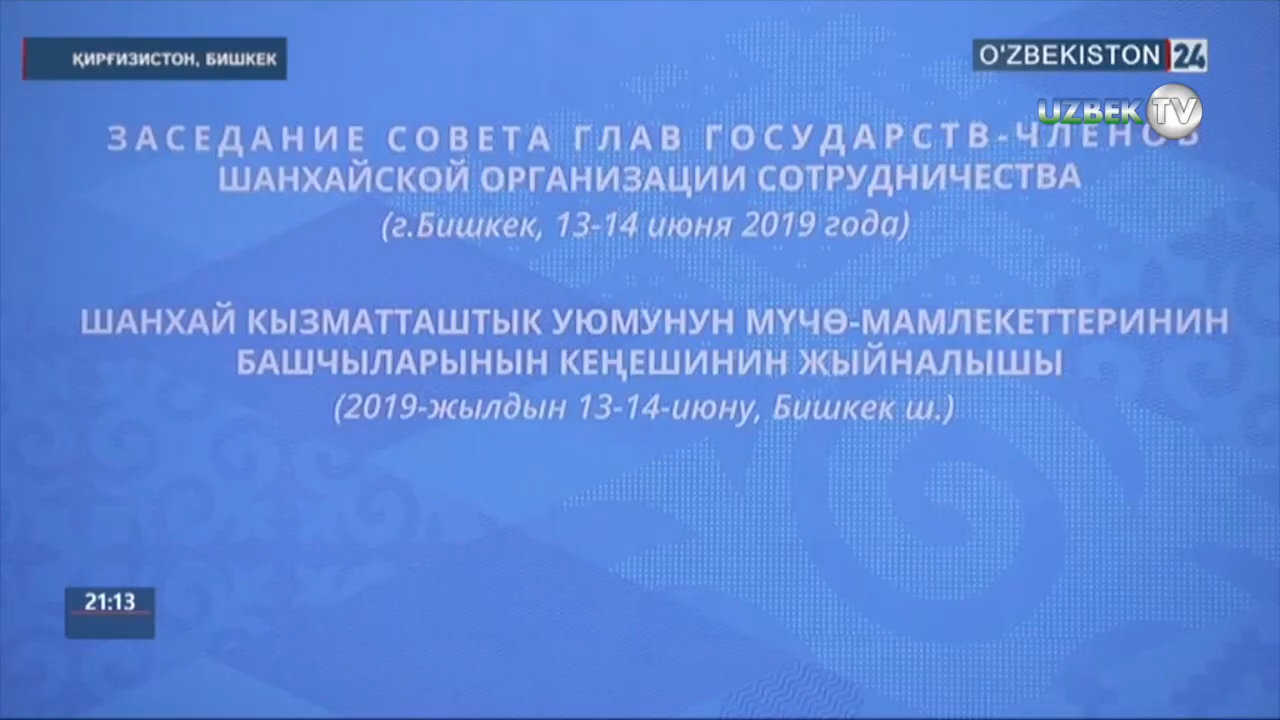 ҚИРҒИЗИСТОН, БИШКЕК
O'ZBEKISTON 24
UZBEK TV
ЗАСЕДАНИЕ СОВЕТА ГЛАВ ГОСУДАРСТВ-ЧЛЕНОВ
ШАНХАЙСКОЙ ОРГАНИЗАЦИИ СОТРУДНИЧЕСТВА
(г.Бишкек, 13-14 июня 2019 года)
ШАНХАЙ КЫЗМАТТАШТЫК УЮМУНУН МҮЧӨ-МАМЛЕКЕТТЕРИНИН
БАШЧЫЛАРЫНЫН КЕҢЕШИНИН ЖЫЙНАЛЫШЫ
(2019-жылдын 13-14-июну, Бишкек ш.)
21:13